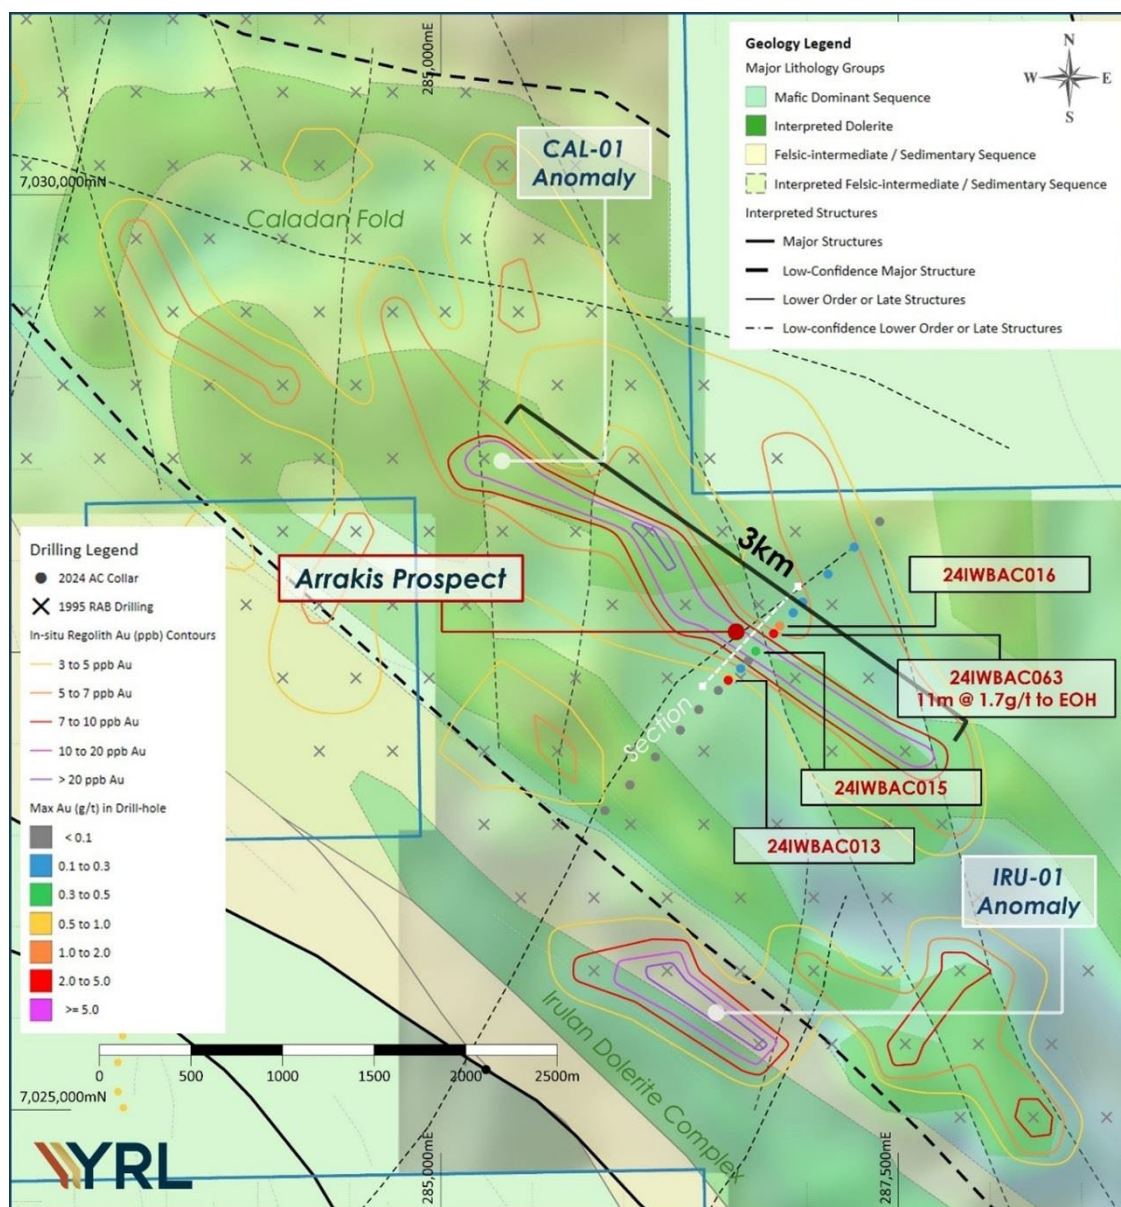 285,000mE
7,030,000mN
Caladan Fold
CAL-01
Anomaly
Geology Legend
N
W
E
S
Major Lithology Groups
Mafic Dominant Sequence
Interpreted Dolerite
Felsic-intermediate / Sedimentary Sequence
Interpreted Felsic-intermediate / Sedimentary Sequence
Interpreted Structures
Major Structures
Low-Confidence Major Structure
Lower Order or Late Structures
Low-confidence Lower Order or Late Structures
Drilling Legend
2024 AC Collar
1995 RAB Drilling
In-situ Regolith Au (ppb) Contours
3 to 5 ppb Au
5 to 7 ppb Au
7 to 10 ppb Au
10 to 20 ppb Au
> 20 ppb Au
Max Au (g/t) in Drill-hole
< 0.1
0.1 to 0.3
0.3 to 0.5
0.5 to 1.0
1.0 to 2.0
2.0 to 5.0
>= 5.0
Arrakis Prospect
3km
Section
24IWBAC016
24IWBAC063
11m @ 1.7g/t to EOH
24IWBAC015
24IWBAC013
IRU-01
Anomaly
Irulan Dolerite Complex
0
500
1000
1500
2000
2500m
7,025,000mN
YRL
285,000mE
287,500mE